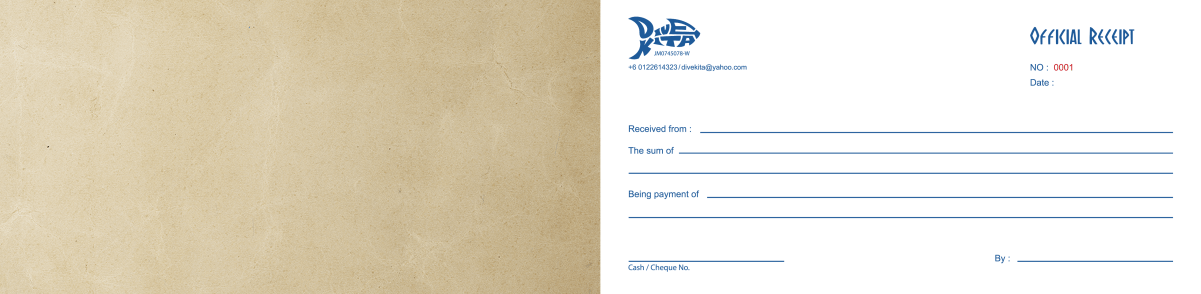 DIVE
KITA
JM0745078-W
+6 0122614323 / divekita@yahoo.com
OFFICIAL RECEIPT
NO : 0001
Date :
Received from :
The sum of
Being payment of
Cash / Cheque No.
By :